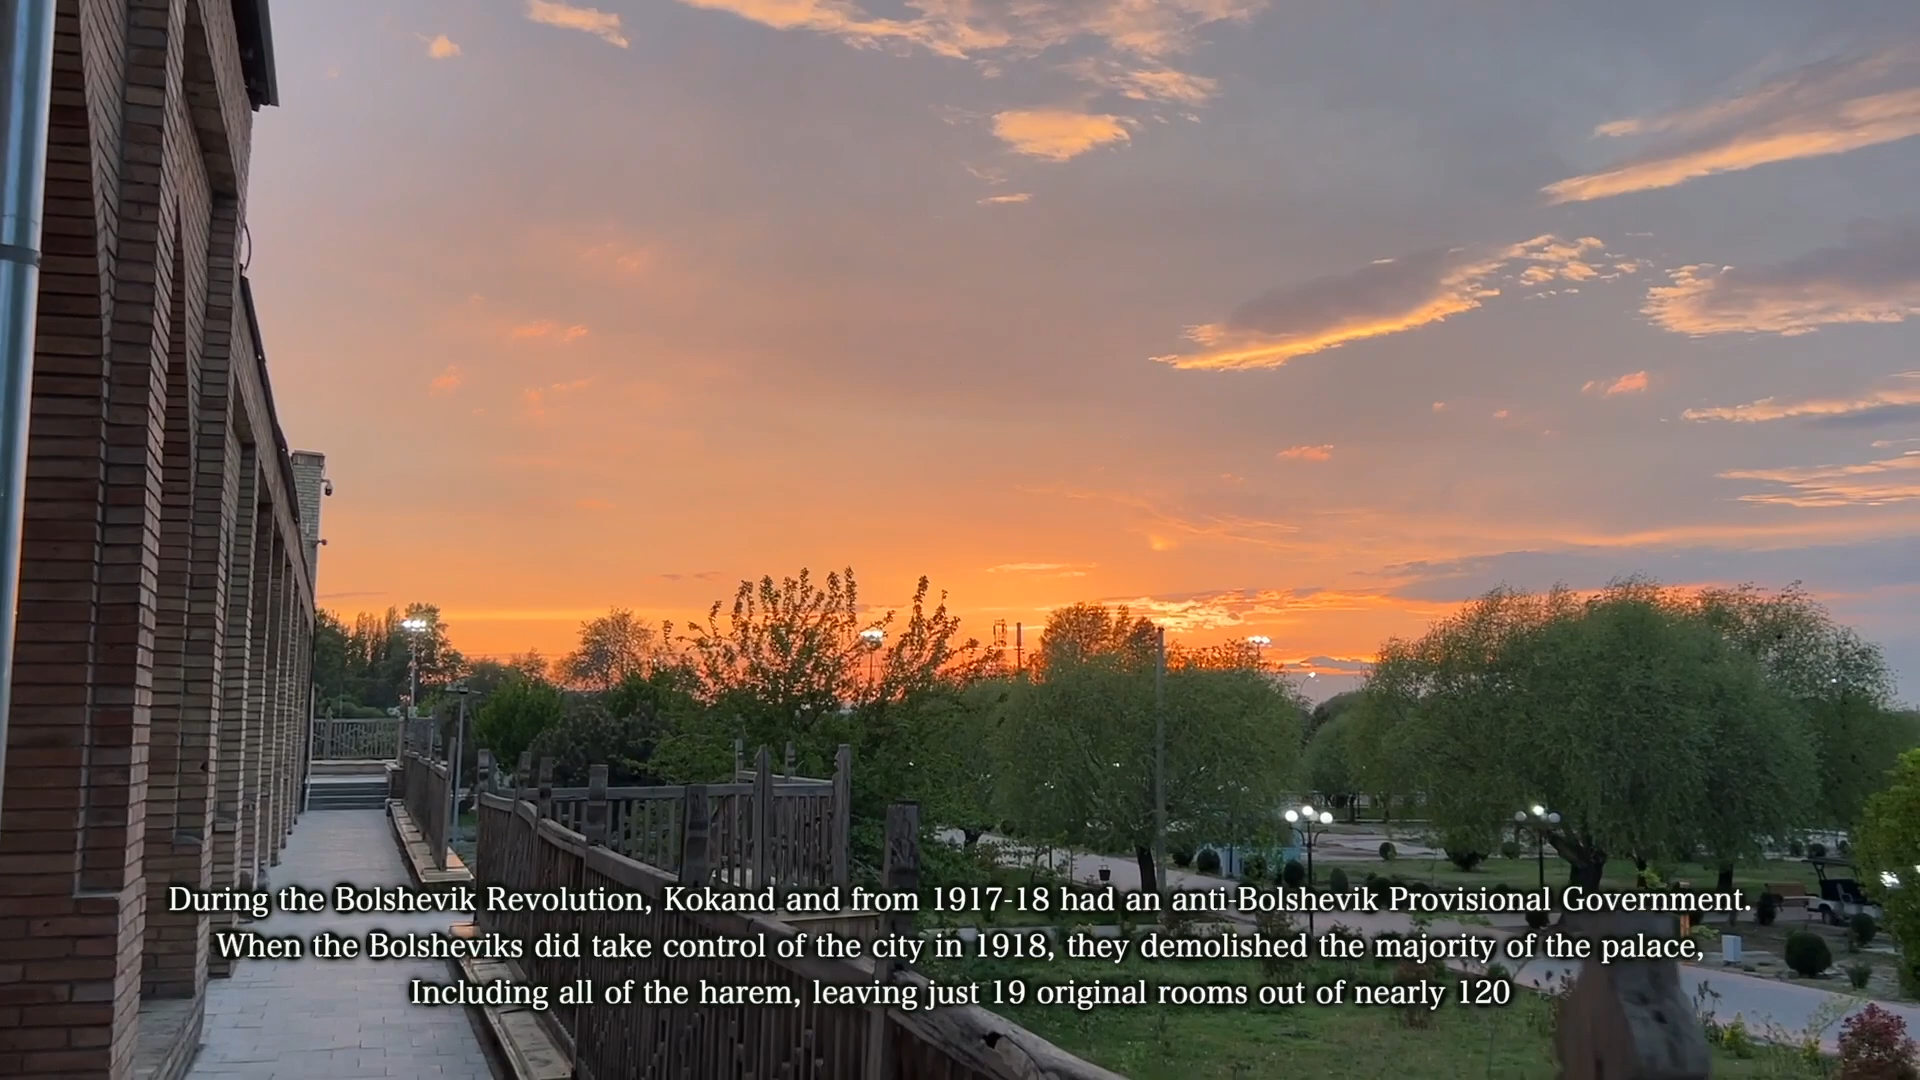 During the Bolshevik Revolution, Kokand and from 1917-18 had an anti-Bolshevik Provisional Government.
When the Bolsheviks did take control of the city in 1918, they demolished the majority of the palace,
Including all of the harem, leaving just 19 original rooms out of nearly 120